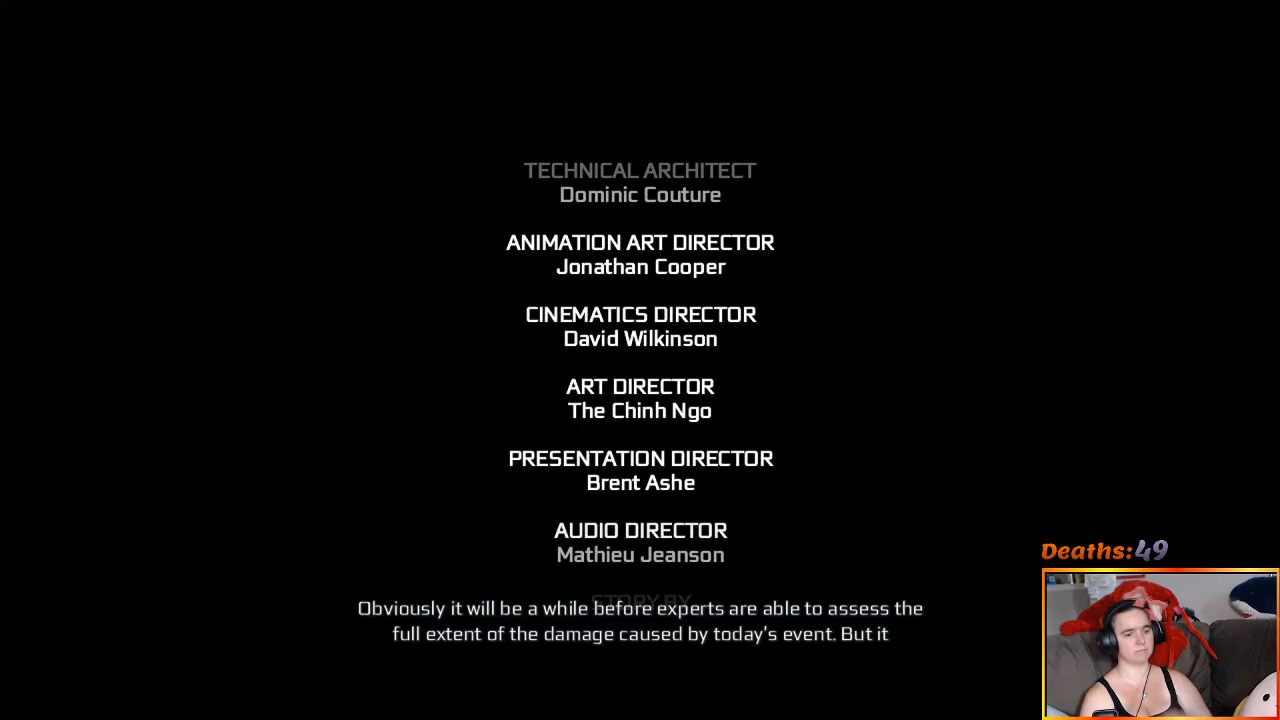 TECHNICAL ARCHITECT
Dominic Couture
ANIMATION ART DIRECTOR
Jonathan Cooper
CINEMATICS DIRECTOR
David Wilkinson
ART DIRECTOR
The Chinh Ngo
PRESENTATION DIRECTOR
Brent Ashe
AUDIO DIRECTOR
Mathieu Jeanson
STORY BY
Obviously it will be a while before experts are able to assess the
full extent of the damage caused by today's event. But it
Deaths:49